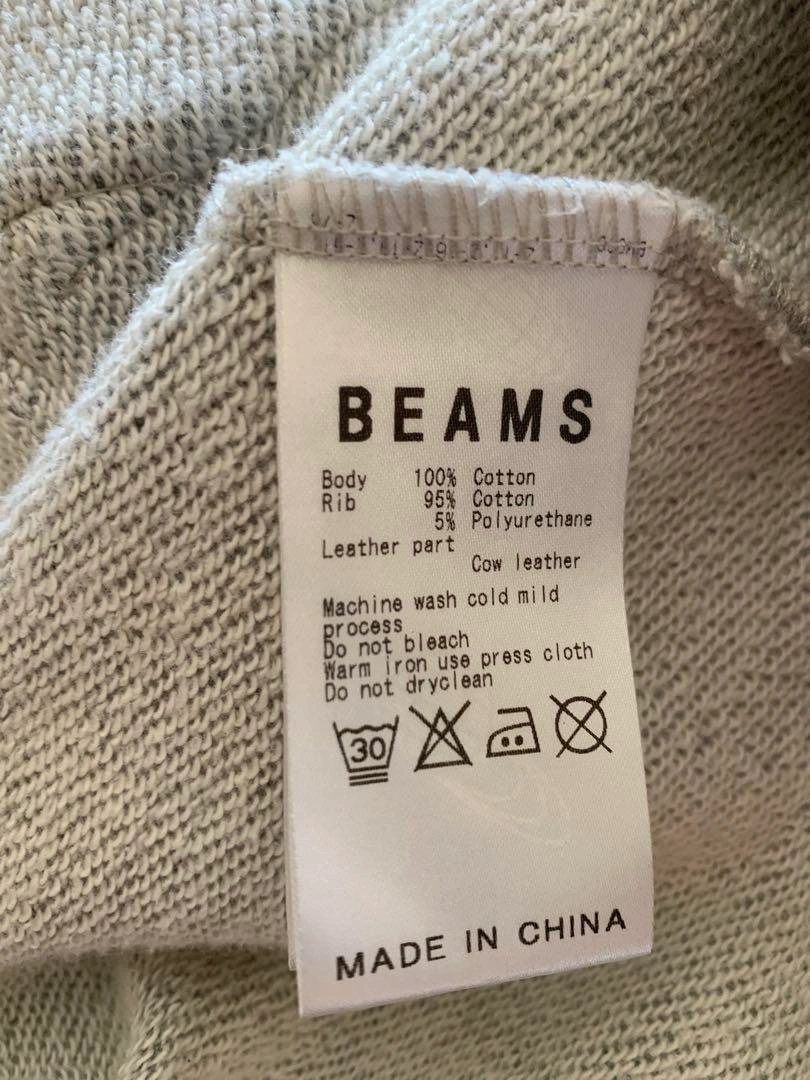 BEAMS
Body 100% Cotton
Rib 95% Cotton
5% Polyurethane
Leather part
Cow leather
Machine wash cold mild
process
Do not bleach
Warm iron use press cloth
Do not dryclean
30
MADE IN CHINA